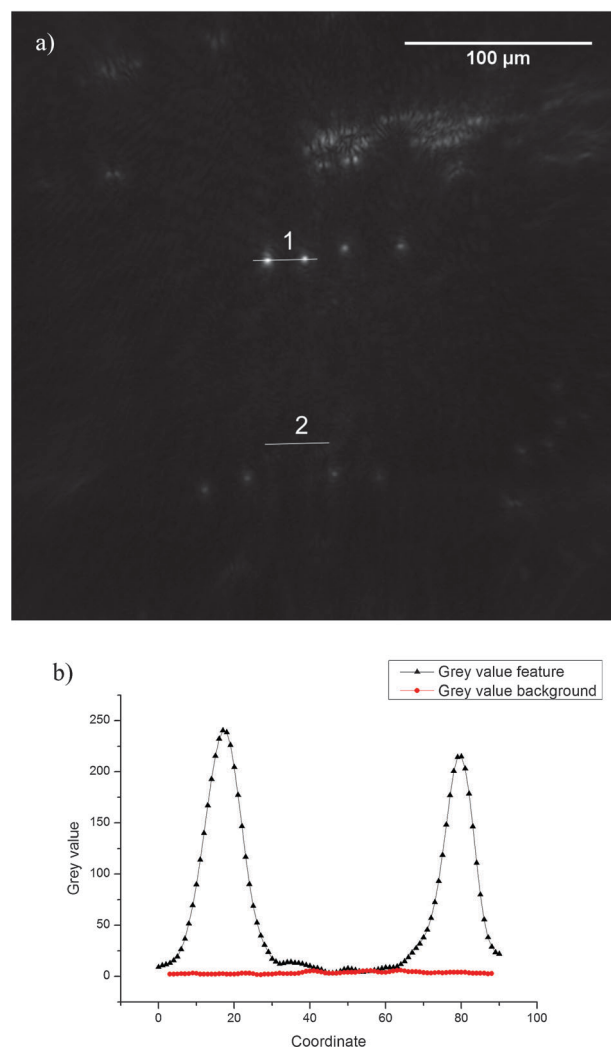 a)
100 µm
1
2
b)
Grey value feature
Grey value background
250
200
150
100
50
0
Grey value
0 20 40 60 80 100
Coordinate